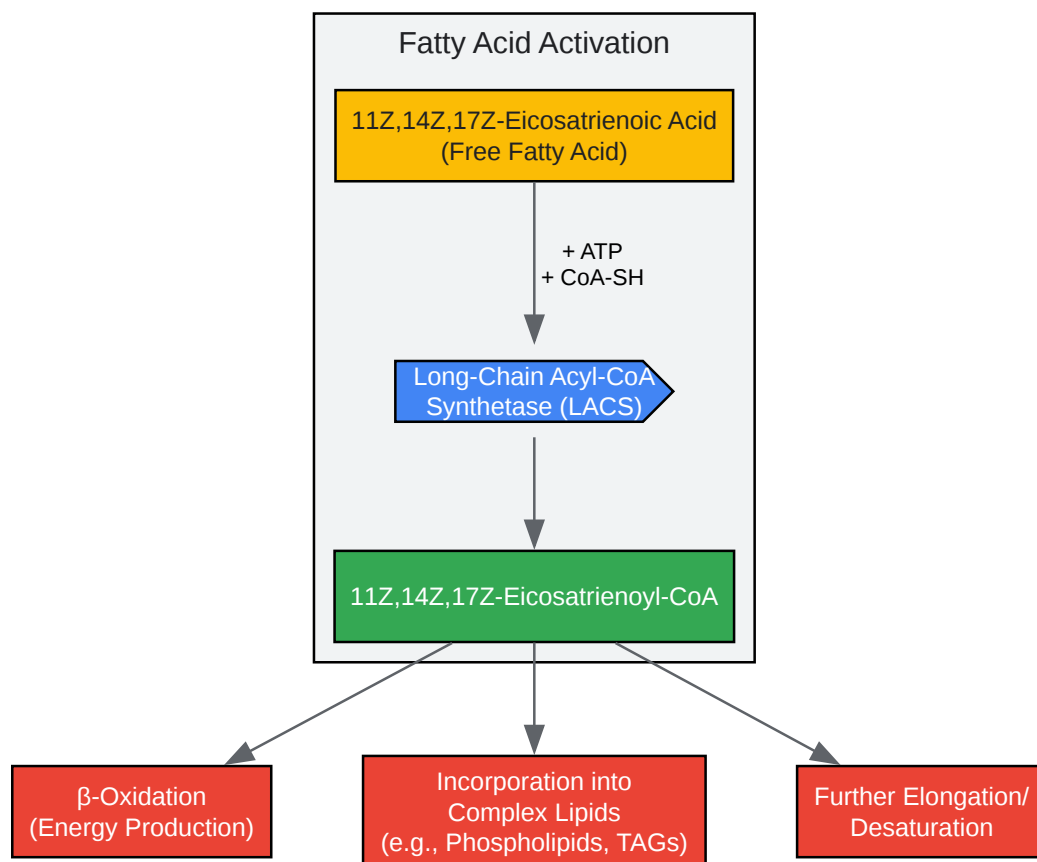 Fatty Acid Activation
11Z,14Z,17Z-Eicosatrienoic Acid
(Free Fatty Acid)
+ ATP
+ CoA-SH
Long-Chain Acyl-CoA
Synthetase (LACS)
11Z,14Z,17Z-Eicosatrienoyl-CoA
β-Oxidation
(Energy Production)
Incorporation into
Complex Lipids
(e.g., Phospholipids, TAGs)
Further Elongation/
Desaturation